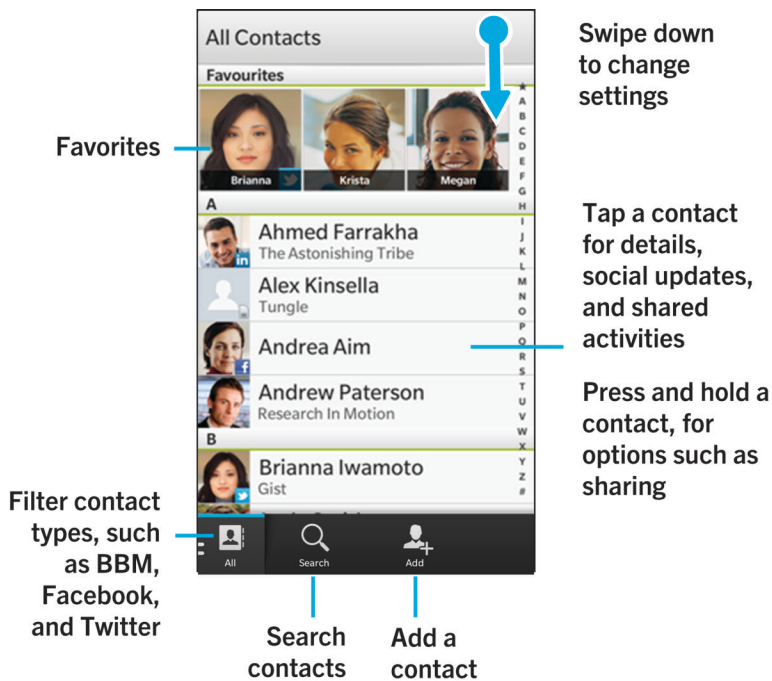 All Contacts
Swipe down
to change
settings
Favourites
Favorites
Brianna
Krista
Megan
A
B
C
D
E
F
G
H
I
J
K
L
M
N
O
P
Q
R
S
T
U
V
W
X
Y
Z
#
A
Ahmed Farrakha
The Astonishing Tribe
in
Alex Kinsella
Tungle
Andrea Aim
f
Andrew Paterson
Research In Motion
B
Brianna Iwamoto
Gist
Tap a contact
for details,
social updates,
and shared
activities
Press and hold a
contact, for
options such as
sharing
Filter contact
types, such
as BBM,
Facebook,
and Twitter
All
Search
Add
Search
contacts
Add a
contact